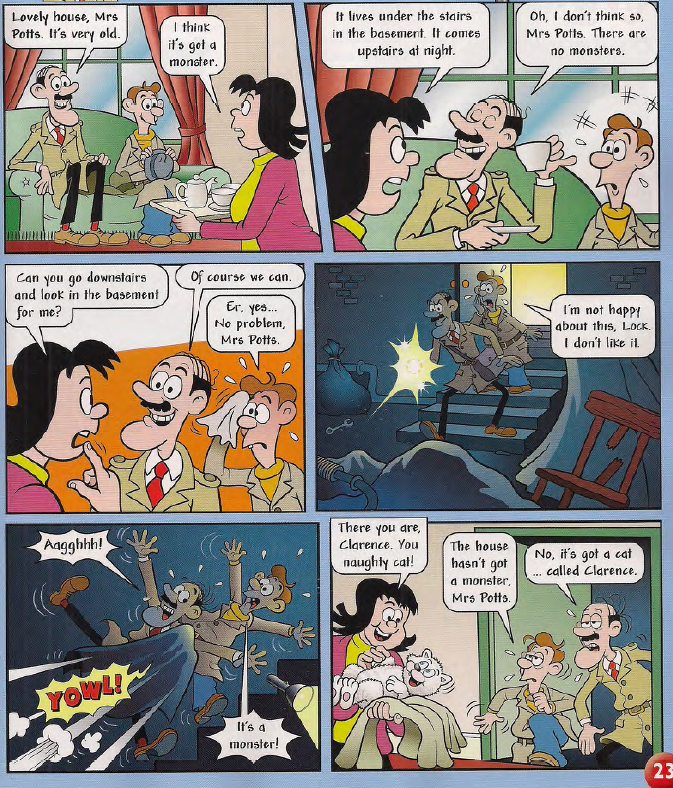 Lovely house, Mrs
Potts. It's very old.
I think
it's got a
monster.
It lives under the stairs
in the basement. It comes
upstairs at night.
Oh, I don't think so,
Mrs Potts. There are
no monsters.
Can you go downstairs
and look in the basement
for me?
Of course we can.
Er, yes...
No problem,
Mrs Potts.
I'm not happy
about this, Lock.
I don't like it.
Aagghhh!
YOWL!
It's a
monster!
There you are,
Clarence. You
naughty cat!
The house
hasn't got
a monster,
Mrs Potts.
No, it's got a cat
... called Clarence.
23